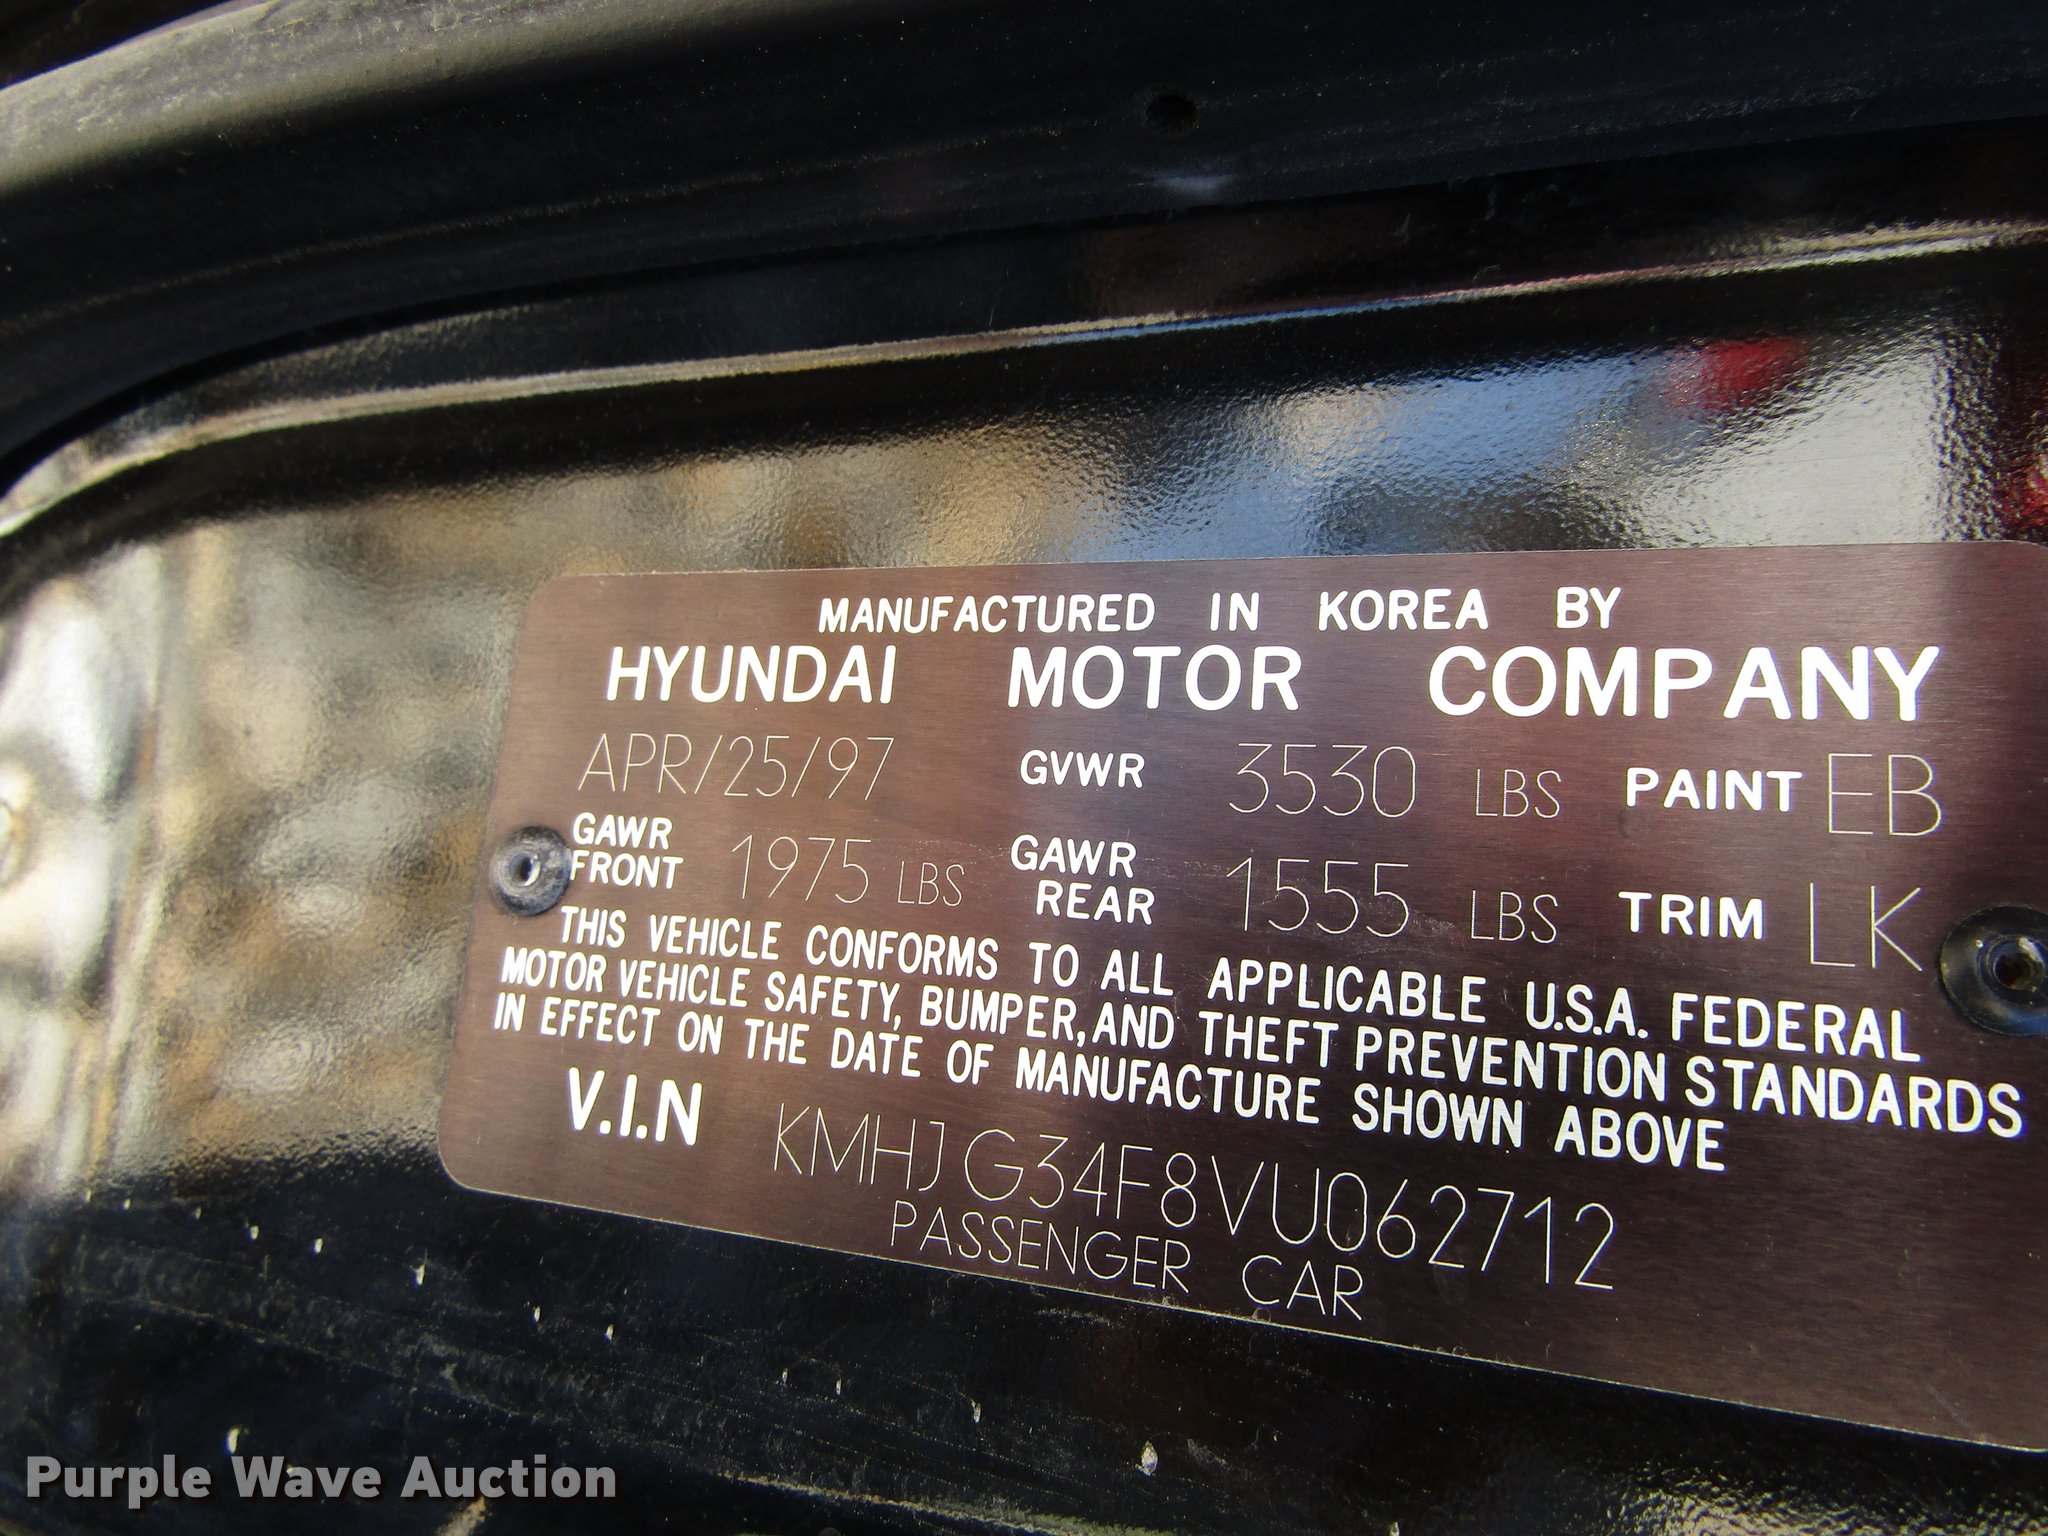 MANUFACTURED IN KOREA BY
HYUNDAI MOTOR COMPANY
APR/25/97 GVWR 3530 LBS PAINT EB
GAWR FRONT 1975 LBS GAWR REAR 1555 LBS TRIM LK
THIS VEHICLE CONFORMS TO ALL APPLICABLE U.S.A. FEDERAL
MOTOR VEHICLE SAFETY, BUMPER, AND THEFT PREVENTION STANDARDS
IN EFFECT ON THE DATE OF MANUFACTURE SHOWN ABOVE
V.I.N KMHJG34F8VU062712
PASSENGER CAR
Purple Wave Auction